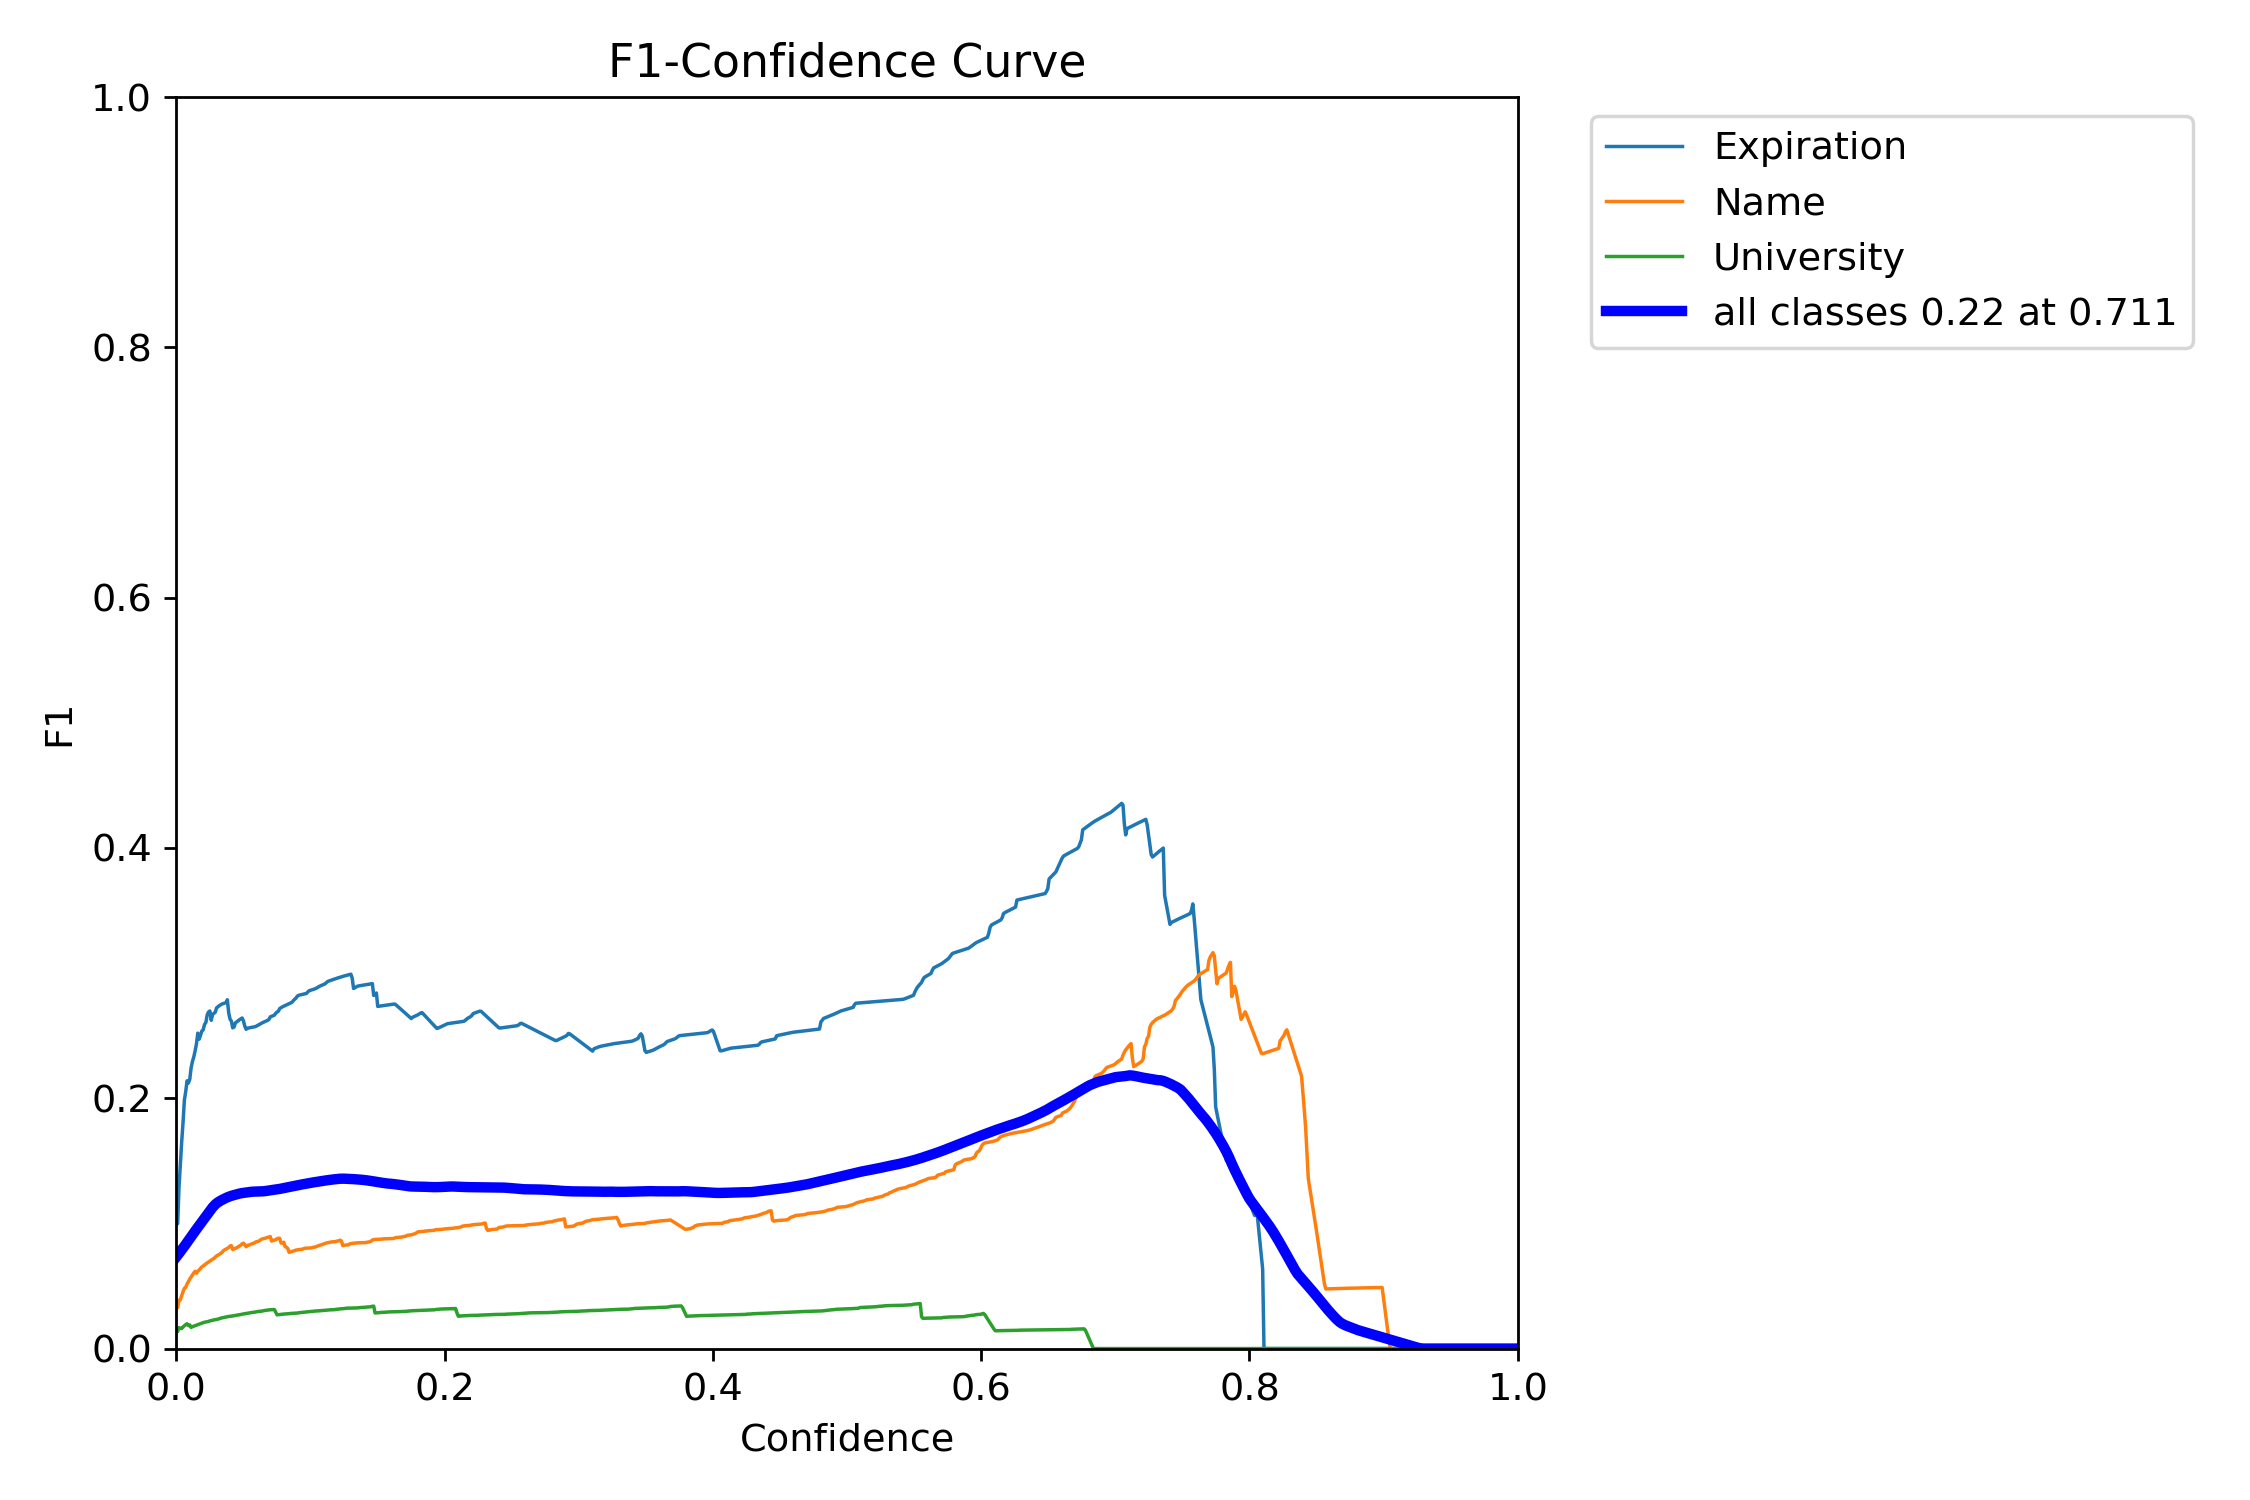 F1-Confidence Curve
1.0
0.8
0.6
0.4
0.2
0.0
F1
0.0 0.2 0.4 0.6 0.8 1.0
Confidence
Expiration
Name
University
all classes 0.22 at 0.711